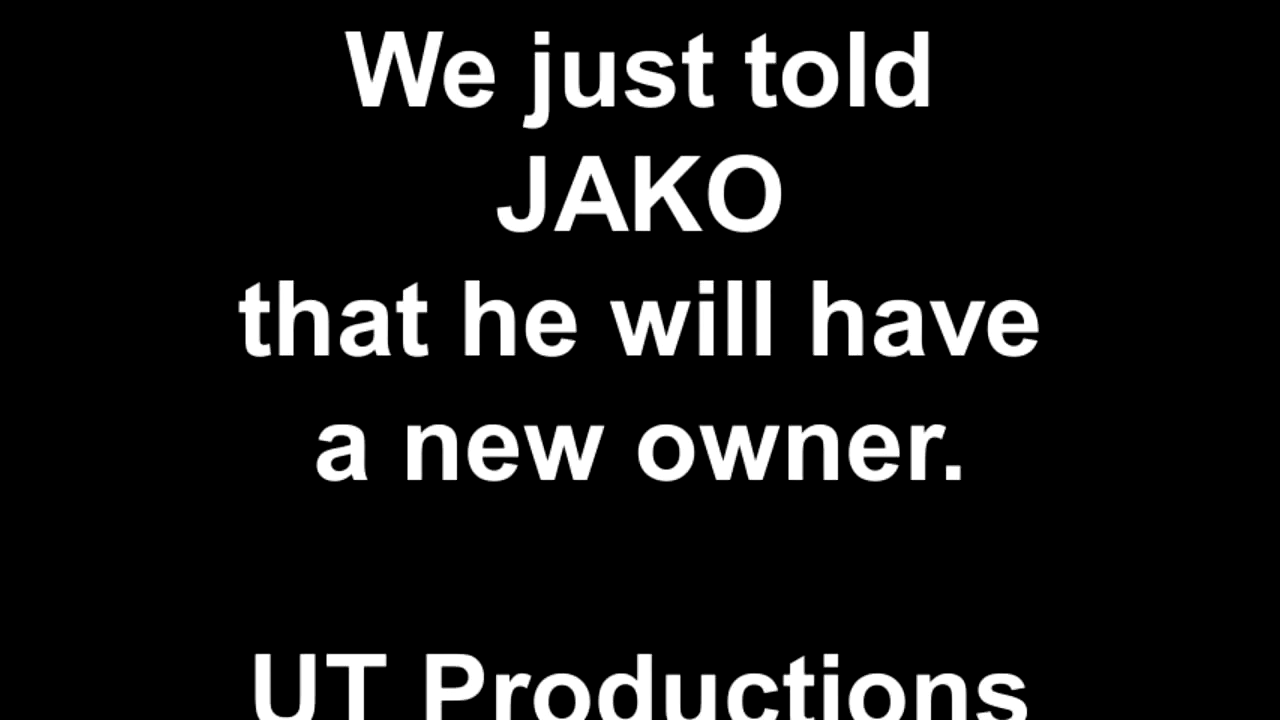 We just told
JAKO
that he will have
a new owner.
UT Productions